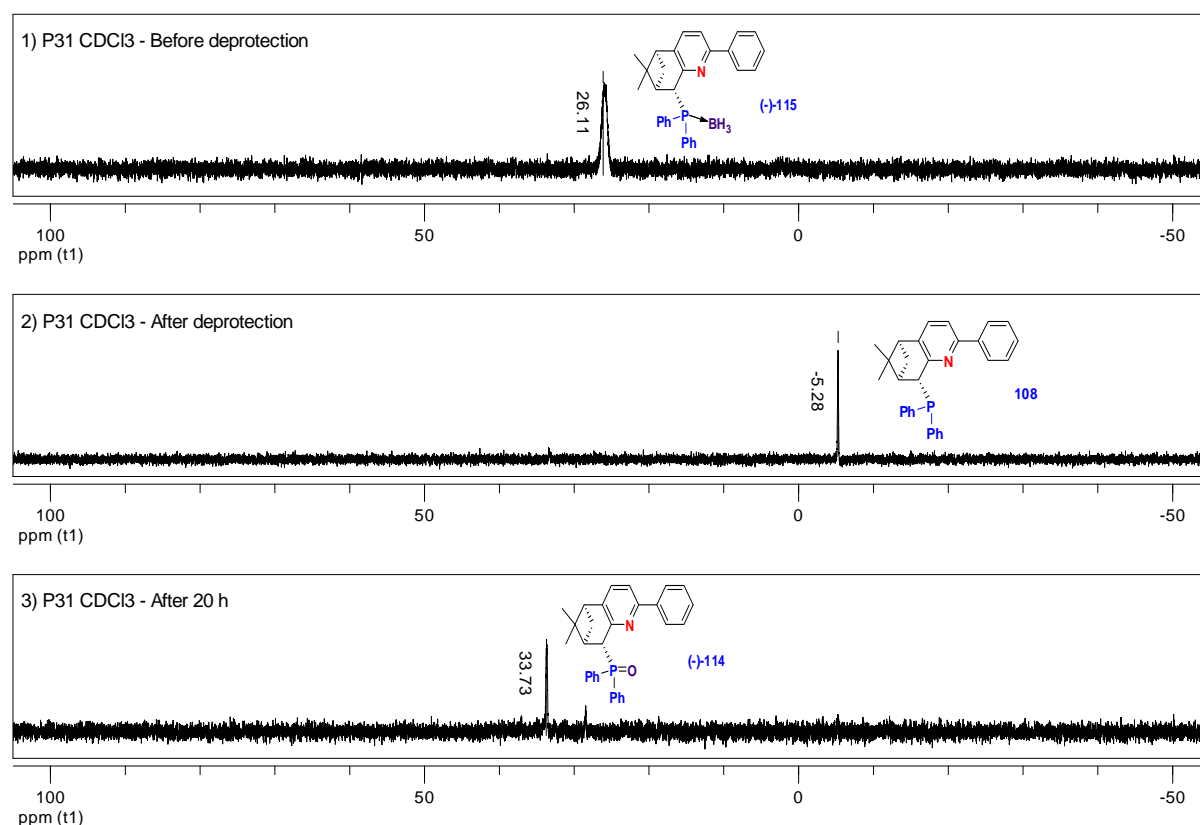 1) P31 CDCl3 - Before deprotection
26.11
N
(-)-115
Ph
P
BH3
Ph
100
50
0
-50
ppm (t1)
2) P31 CDCl3 - After deprotection
-5.28
N
108
Ph
P
Ph
100
50
0
-50
ppm (t1)
3) P31 CDCl3 - After 20 h
33.73
N
(-)-114
Ph
P=O
Ph
100
50
0
-50
ppm (t1)